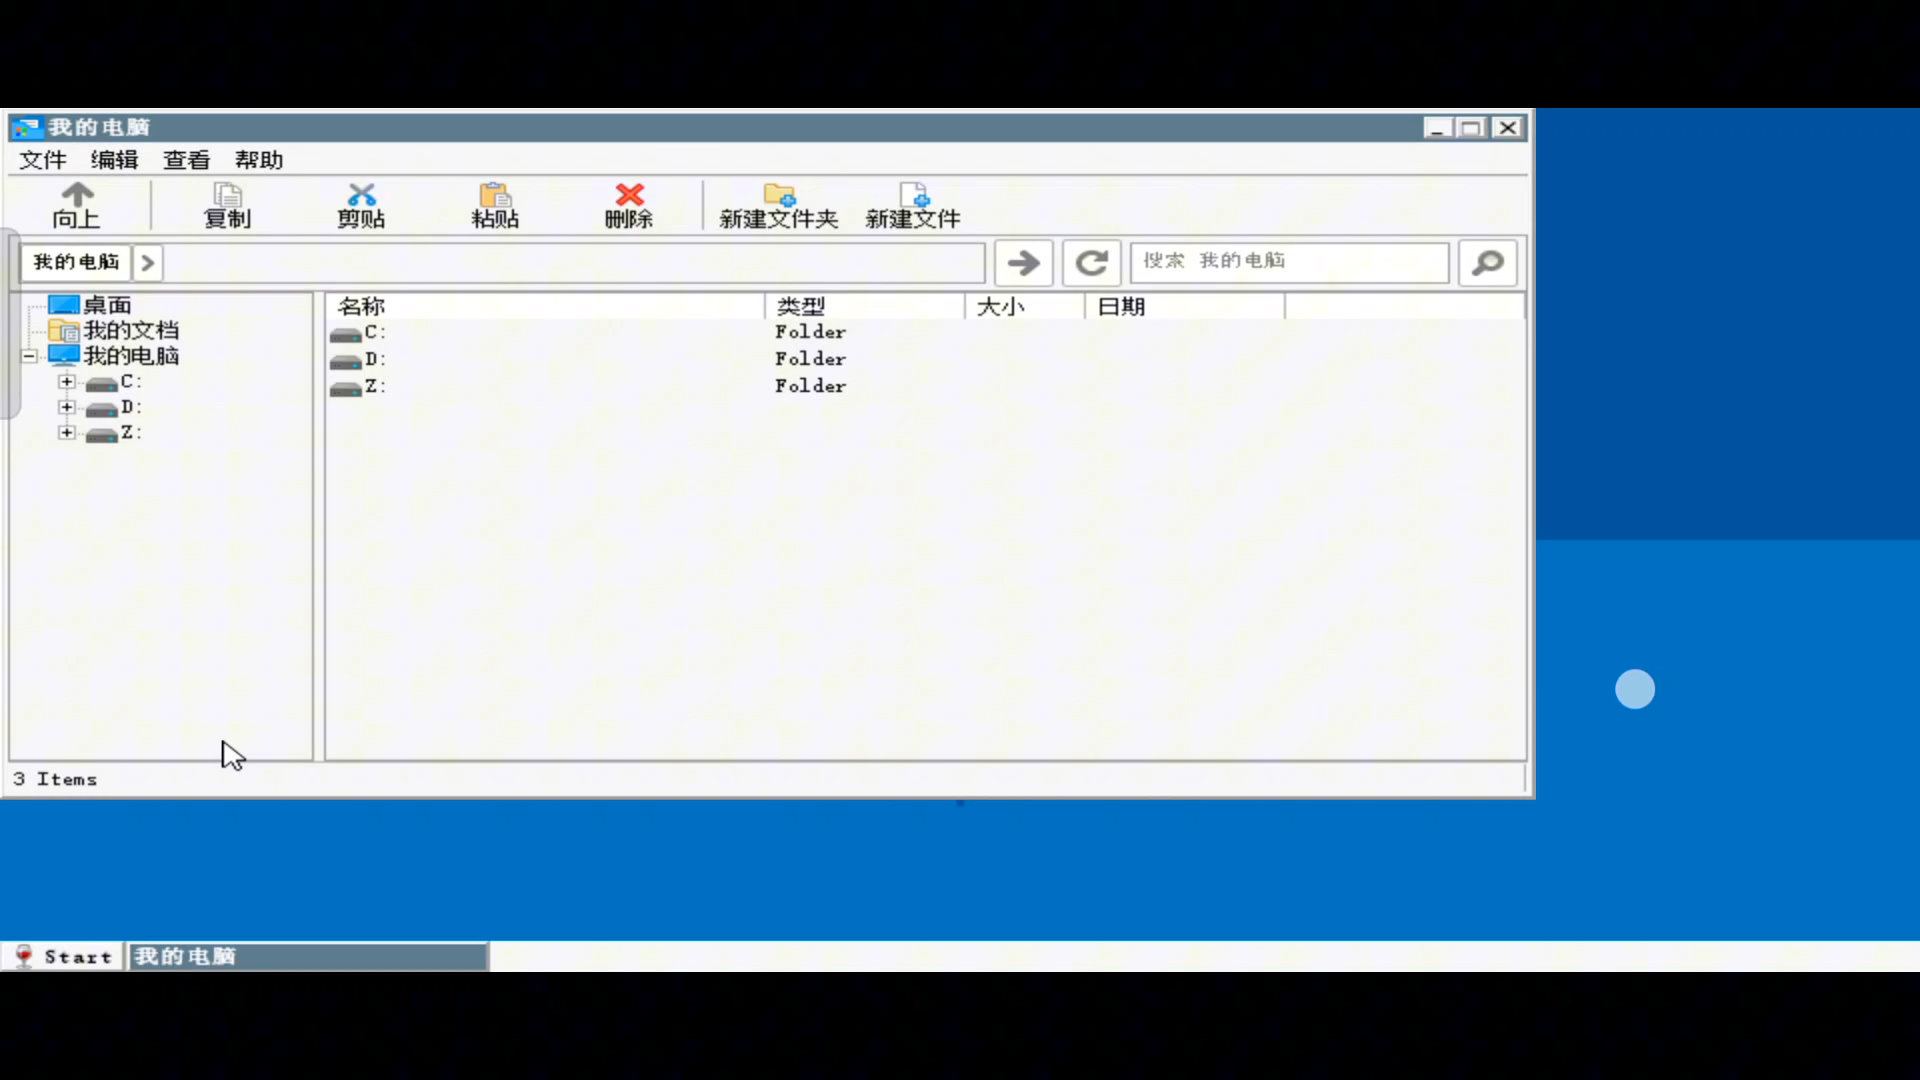 我的电脑
文件 编辑 查看 帮助
向上 复制 剪贴 粘贴 删除 新建文件夹 新建文件
我的电脑 搜索 我的电脑
桌面
我的文档
我的电脑
C:
D:
Z:
名称 类型 大小 日期
C: Folder
D: Folder
Z: Folder
3 Items
Start 我的电脑